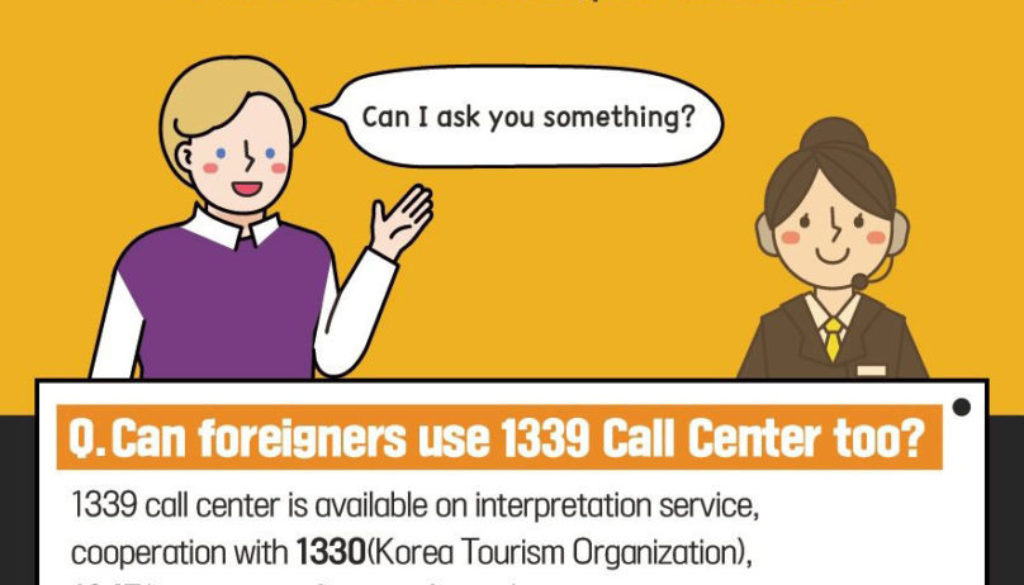 Can I ask you something?
Q. Can foreigners use 1339 Call Center too?
1339 call center is available on interpretation service,
cooperation with 1330(Korea Tourism Organization),